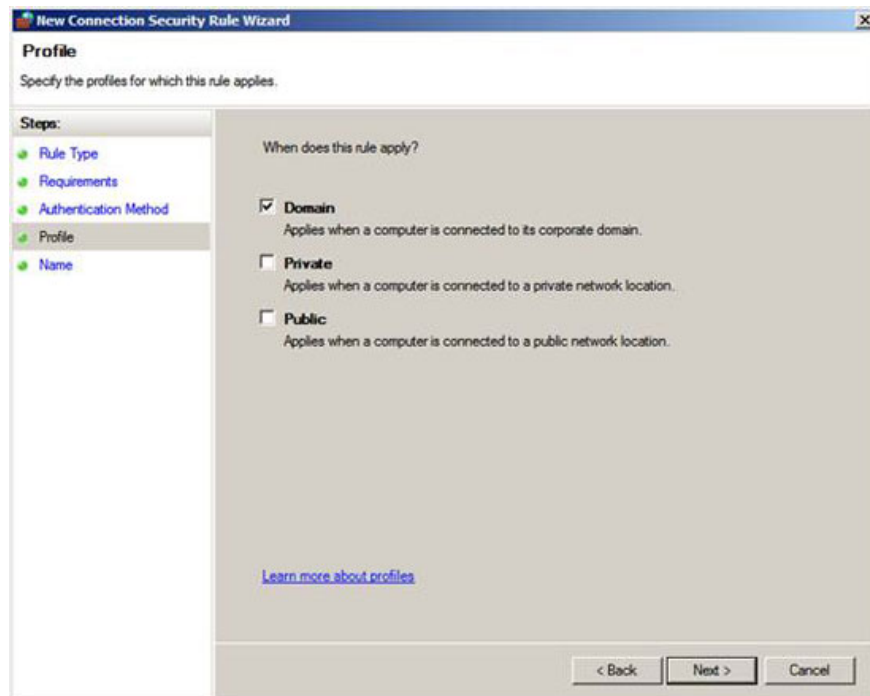 New Connection Security Rule Wizard
Profile
Specify the profiles for which this rule applies.
Steps:
Rule Type
Requirements
Authentication Method
Profile
Name
When does this rule apply?
Domain
Applies when a computer is connected to its corporate domain.
Private
Applies when a computer is connected to a private network location.
Public
Applies when a computer is connected to a public network location.
Learn more about profiles
< Back
Next >
Cancel